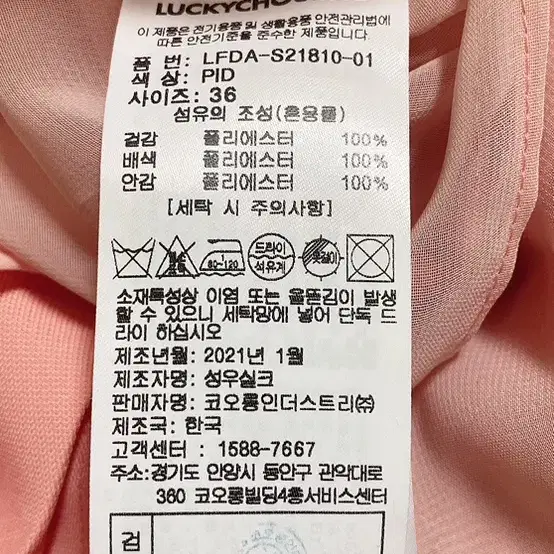 LUCKYCHOU
이 제품은 전기용품 및 생활용품 안전관리법에
따른 안전기준을 준수한 제품입니다.
품 번: LFDA-S21810-01
색 상: PID
사이즈: 36
섬유의 조성(혼용률)
겉감 폴리에스터 100%
배색 폴리에스터 100%
안감 폴리에스터 100%
[세탁 시 주의사항]
80-120
드라이
석유계
옷걸이
소재특성상 이염 또는 올뜯김이 발생
할 수 있으니 세탁망에 넣어 단독 드
라이 하십시오
제조년월: 2021년 1월
제조자명: 성우실크
판매자명: 코오롱인더스트리㈜
제조국: 한국
고객센터 : 1588-7667
주소:경기도 안양시 동안구 관악대로
360 코오롱빌딩4층서비스센터
검